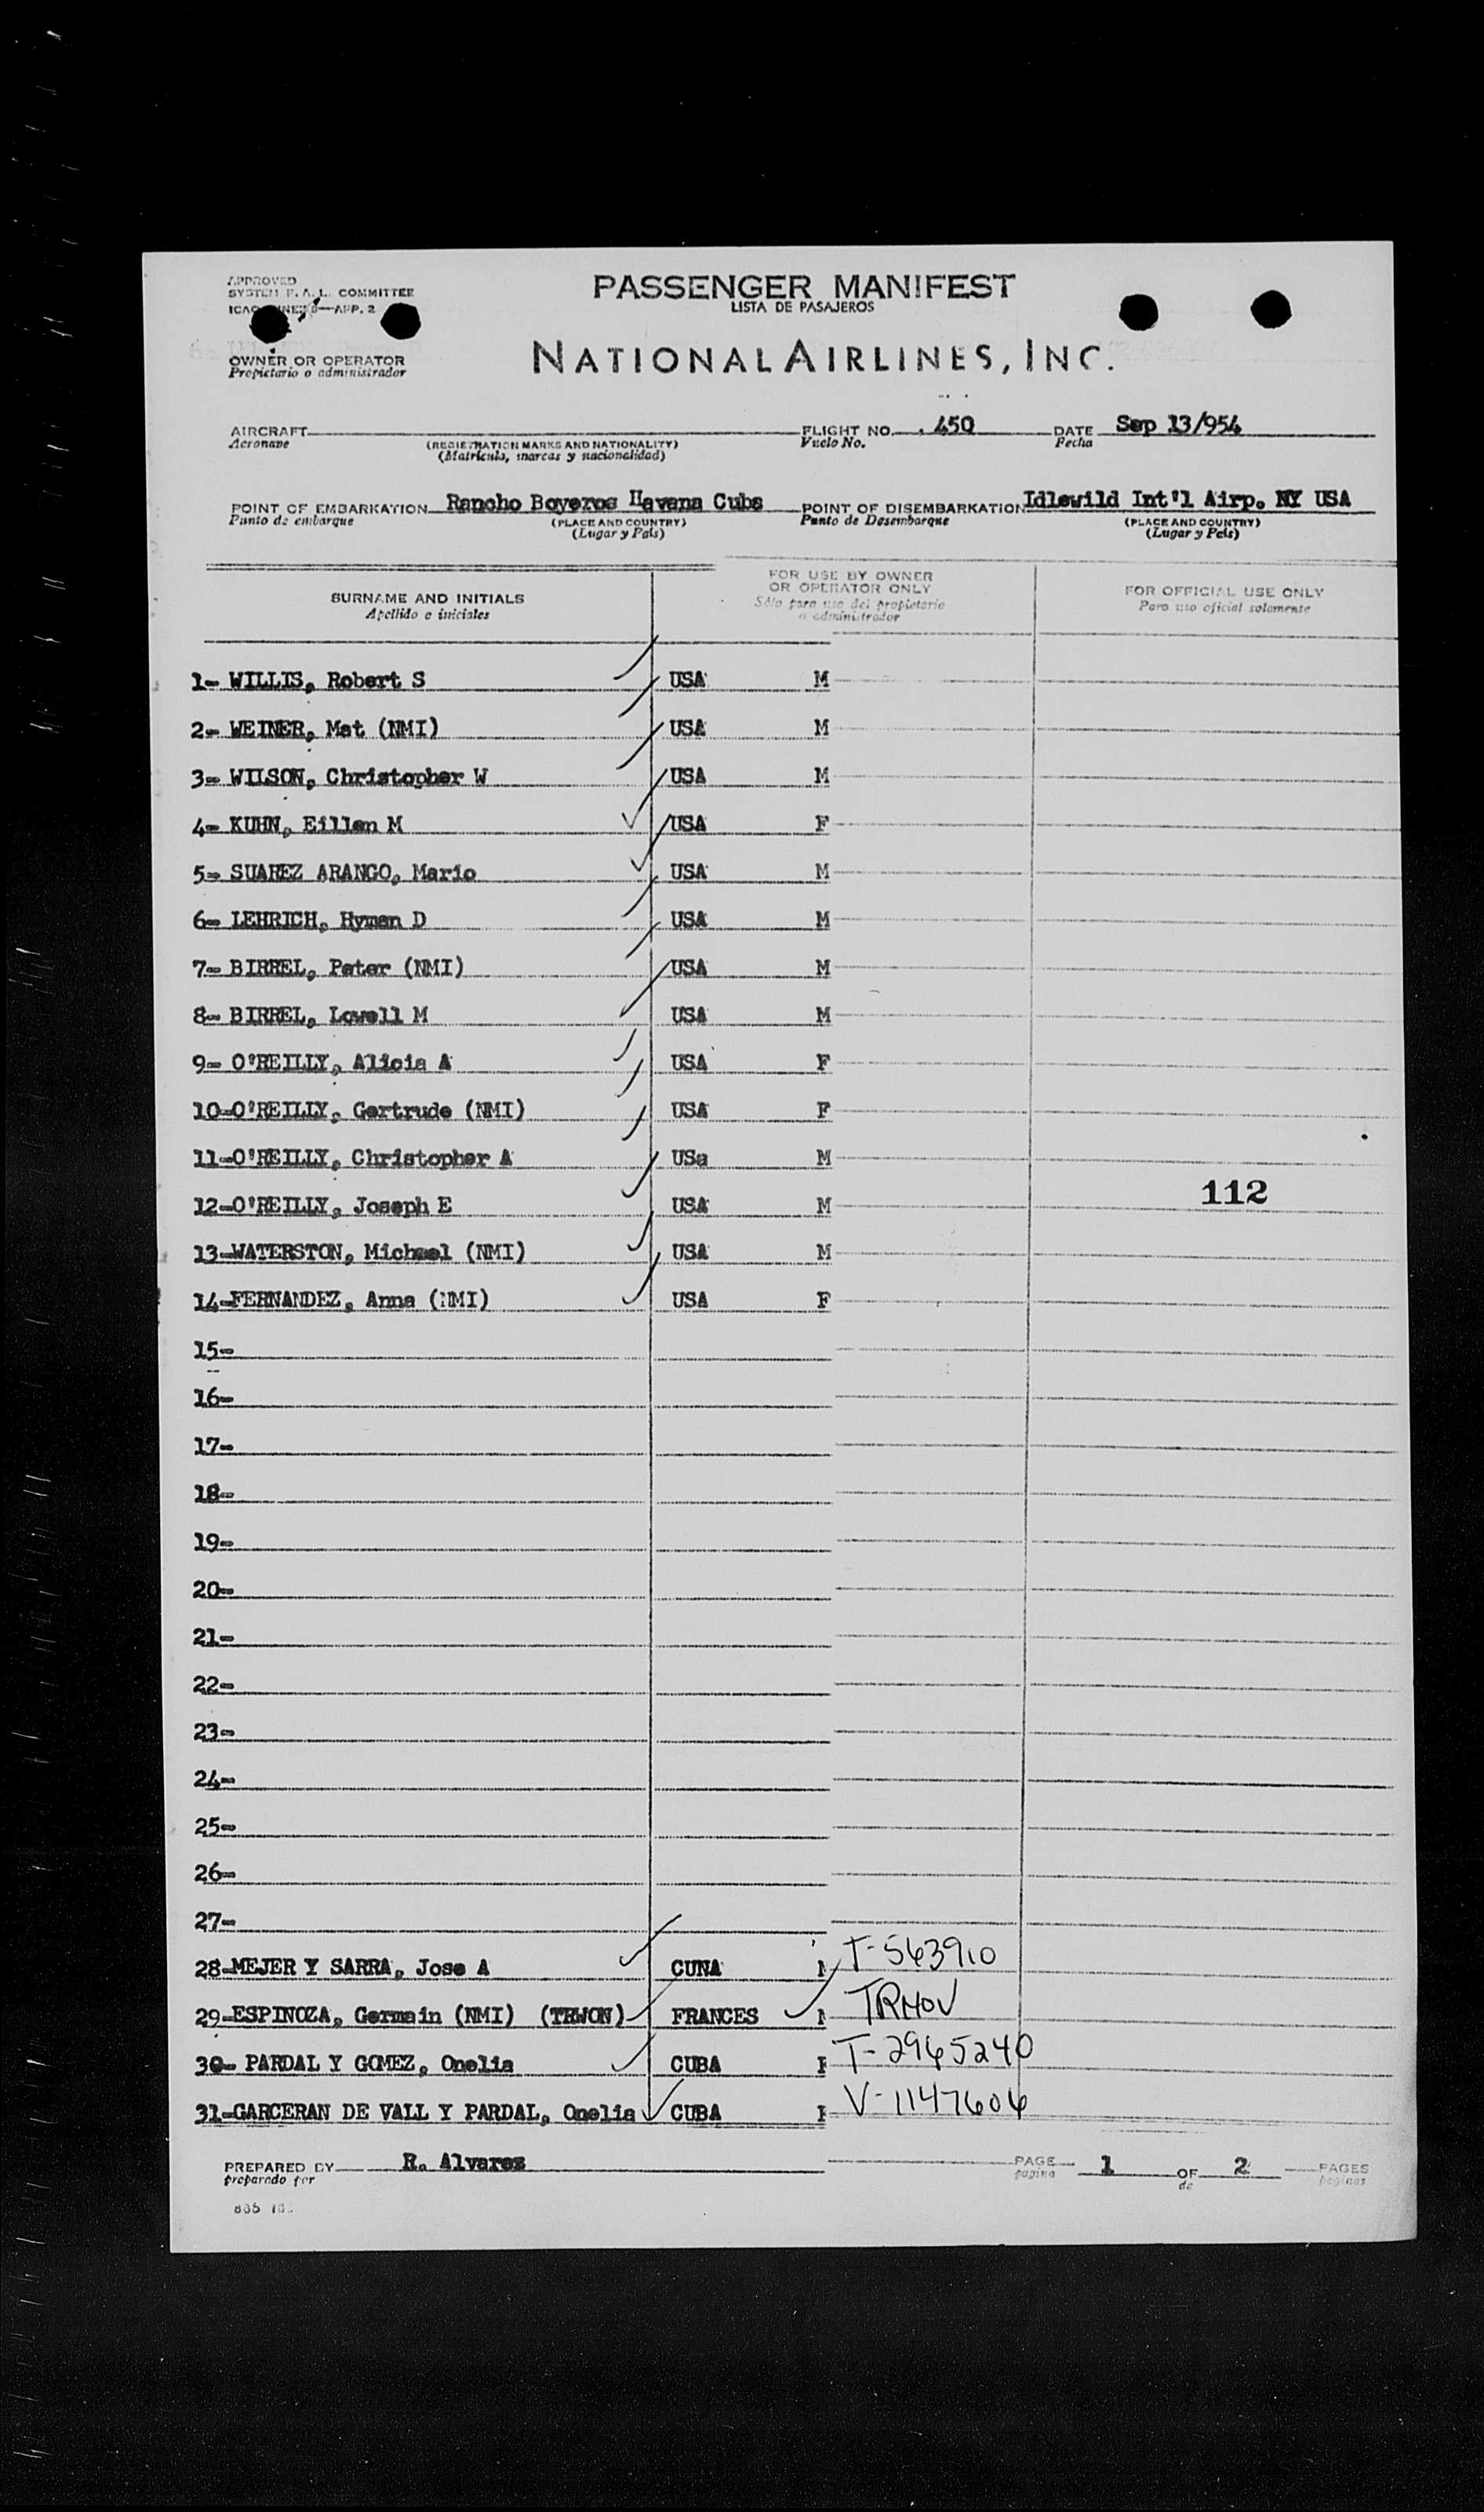 APPROVED
SYSTEM F. A. L. COMMITTEE
PASSENGER MANIFEST
LISTA DE PASAJEROS
OWNER OR OPERATOR
Propietario o administrador
NATIONAL AIRLINES, INC.
AIRCRAFT
Aeronave
(REGISTRATION MARKS AND NATIONALITY)
(Matricula, marcas y nacionalidad)
FLIGHT NO. 450
Vuelo No.
DATE Sep 13/954
Fecha
POINT OF EMBARKATION Rancho Boyeros Havana Cuba
Punto de embarque
(PLACE AND COUNTRY)
(Lugar y País)
POINT OF DISEMBARKATION Idlewild Int'l Airp. NY USA
Punto de Desembarque
(PLACE AND COUNTRY)
(Lugar y País)
SURNAME AND INITIALS
Apellido e iniciales
FOR USE BY OWNER
OR OPERATOR ONLY
Sólo para uso del propietario
o administrador
FOR OFFICIAL USE ONLY
Para uso oficial solamente
1- WILLIS, Robert S USA M
2- WEINER, Mat (NMI) USA M
3- WILSON, Christopher W USA M
4- KUHN, Eillen M USA F
5- SUAREZ ARANGO, Mario USA M
6- LEHRICH, Hyman D USA M
7- BIRREL, Peter (NMI) USA M
8- BIRREL, Lowell M USA M
9- O'REILLY, Alicia A USA F
10-O'REILLY, Gertrude (NMI) USA F
11-O'REILLY, Christopher A USa M
12-O'REILLY, Joseph E USA M
112
13-WATERSTON, Michael (NMI) USA M
14-FERNANDEZ, Anna (NMI) USA F
15-
16-
17-
18-
19-
20-
21-
22-
23-
24-
25-
26-
27-
28-MEJER Y SARRA, Jose A CUNA T-563910
29-ESPINOZA, Germain (NMI) (TRWON) FRANCES TRWOV
30- PARDAL Y GOMEZ, Onelia CUBA T-2965240
31-GARCERAN DE VALL Y PARDAL, Onelia CUBA V-1147606
PREPARED BY R. Alvarez
preparado por
PAGE 1 OF 2 PAGES
pagina de paginas